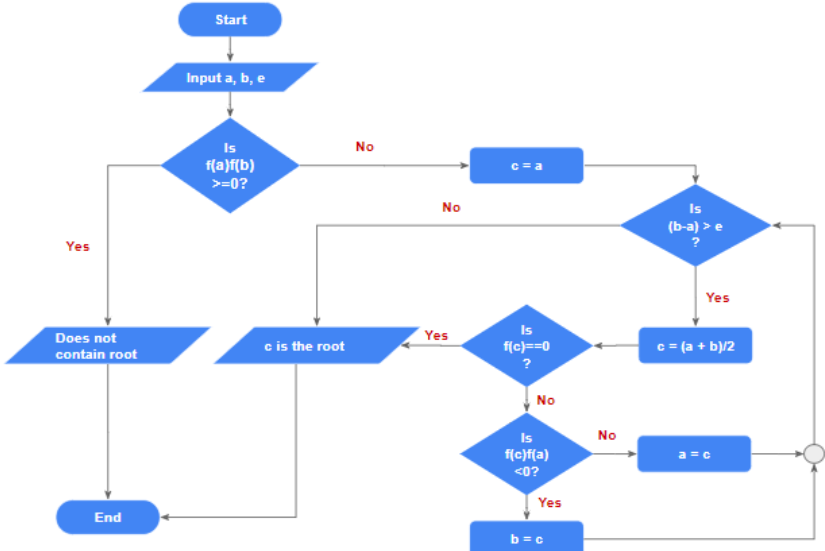 Start
Input a, b, e
Is
f(a)f(b)
>=0?
No
c = a
Is
(b-a) > e
?
No
Yes
Yes
Does not
contain root
c is the root
Yes
Is
f(c)==0
?
c = (a + b)/2
No
Is
f(c)f(a)
<0?
No
a = c
Yes
End
b = c